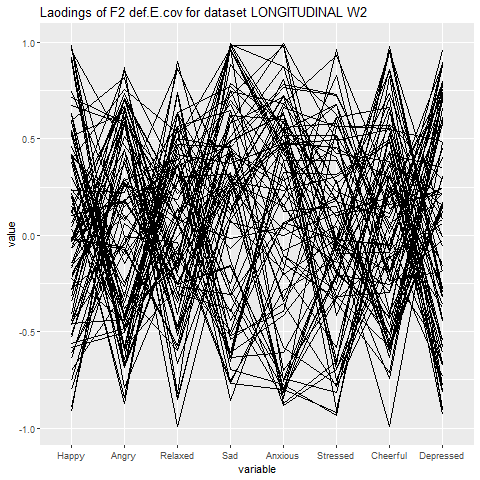 Laodings of F2 def.E.cov for dataset LONGITUDINAL W2
1.0
0.5
0.0
-0.5
-1.0
value
Happy Angry Relaxed Sad Anxious Stressed Cheerful Depressed
variable